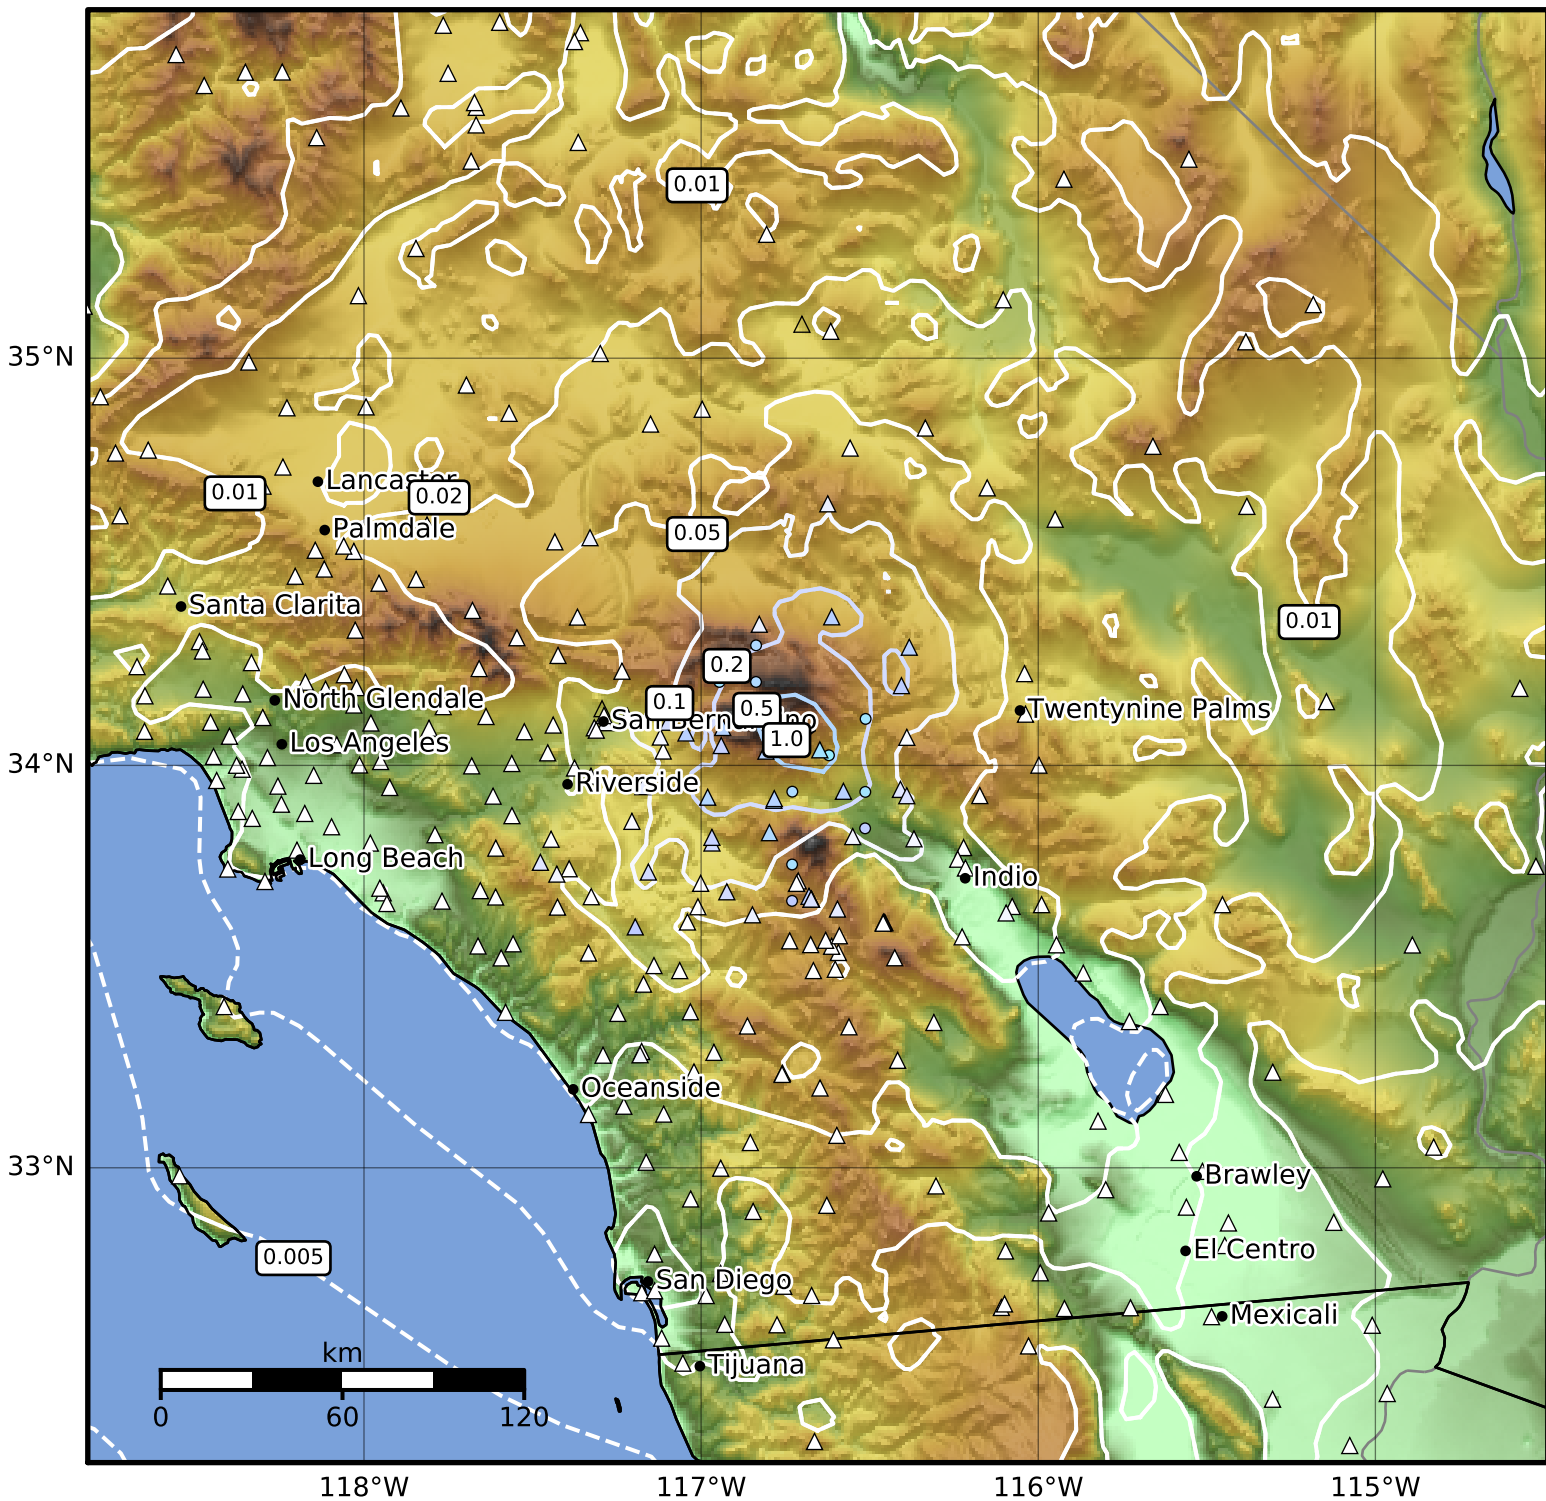 0.01
35°N
Lancaster
0.01
0.02
Palmdale
0.05
Santa Clarita
0.01
0.2
North Glendale
0.1
0.5
Twentynine Palms
San Bernardino
1.0
Los Angeles
34°N
Riverside
Long Beach
Indio
Oceanside
33°N
Brawley
El Centro
0.005
San Diego
Mexicali
km
Tijuana
0 60 120
118°W 117°W 116°W 115°W